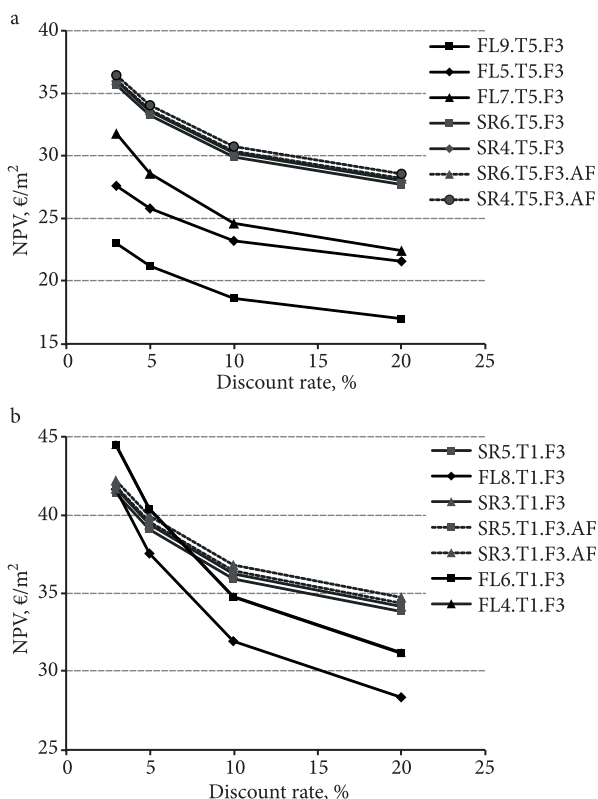 a
40
35
30
25
20
15
NPV, €/m²
0 5 10 15 20 25
Discount rate, %
FL9.T5.F3
FL5.T5.F3
FL7.T5.F3
SR6.T5.F3
SR4.T5.F3
SR6.T5.F3.AF
SR4.T5.F3.AF
b
45
40
35
30
25
NPV, €/m²
0 5 10 15 20 25
Discount rate, %
SR5.T1.F3
FL8.T1.F3
SR3.T1.F3
SR5.T1.F3.AF
SR3.T1.F3.AF
FL6.T1.F3
FL4.T1.F3